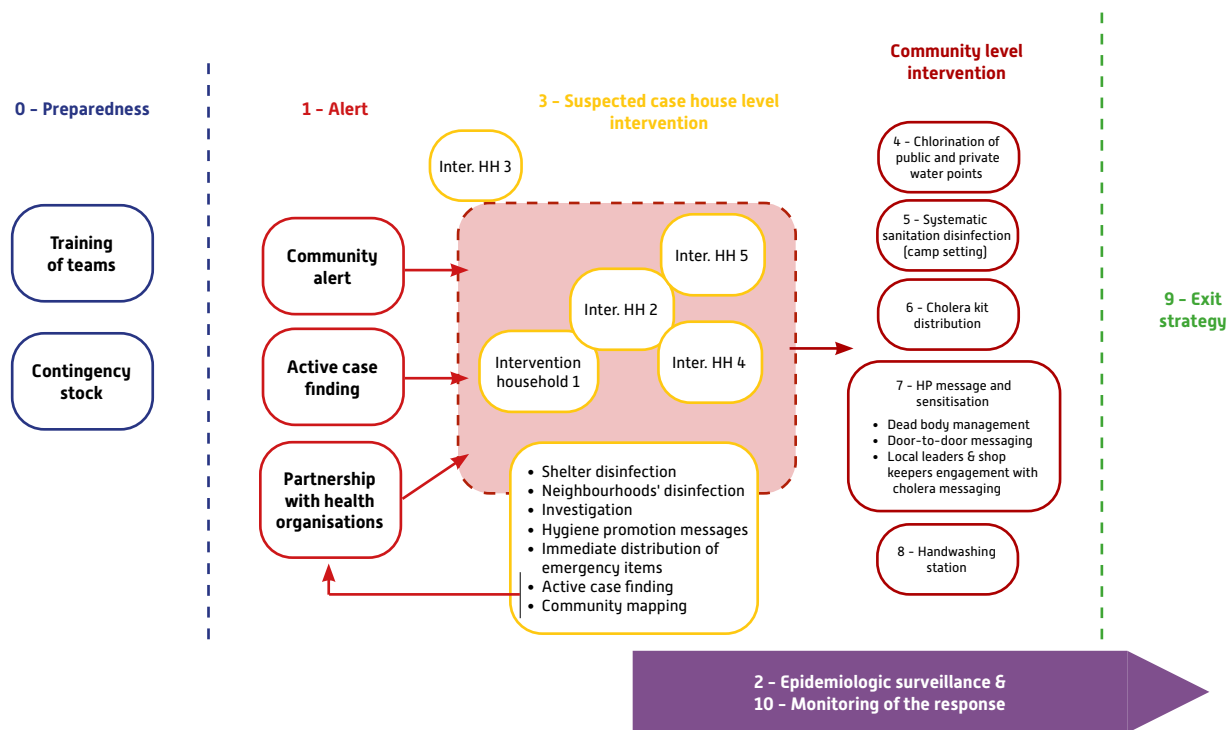 0 - Preparedness
Training
of teams
Contingency
stock
1 - Alert
Community
alert
Active case
finding
Partnership
with health
organisations
3 - Suspected case house level
intervention
Inter. HH 3
Inter. HH 5
Inter. HH 2
Intervention
household 1
Inter. HH 4
• Shelter disinfection
• Neighbourhoods' disinfection
• Investigation
• Hygiene promotion messages
• Immediate distribution of
emergency items
• Active case finding
• Community mapping
Community level
intervention
4 - Chlorination of
public and private
water points
5 - Systematic
sanitation disinfection
(camp setting)
6 - Cholera kit
distribution
7 - HP message and
sensitisation
• Dead body management
• Door-to-door messaging
• Local leaders & shop
keepers engagement with
cholera messaging
8 - Handwashing
station
9 - Exit
strategy
2 - Epidemiologic surveillance &
10 - Monitoring of the response